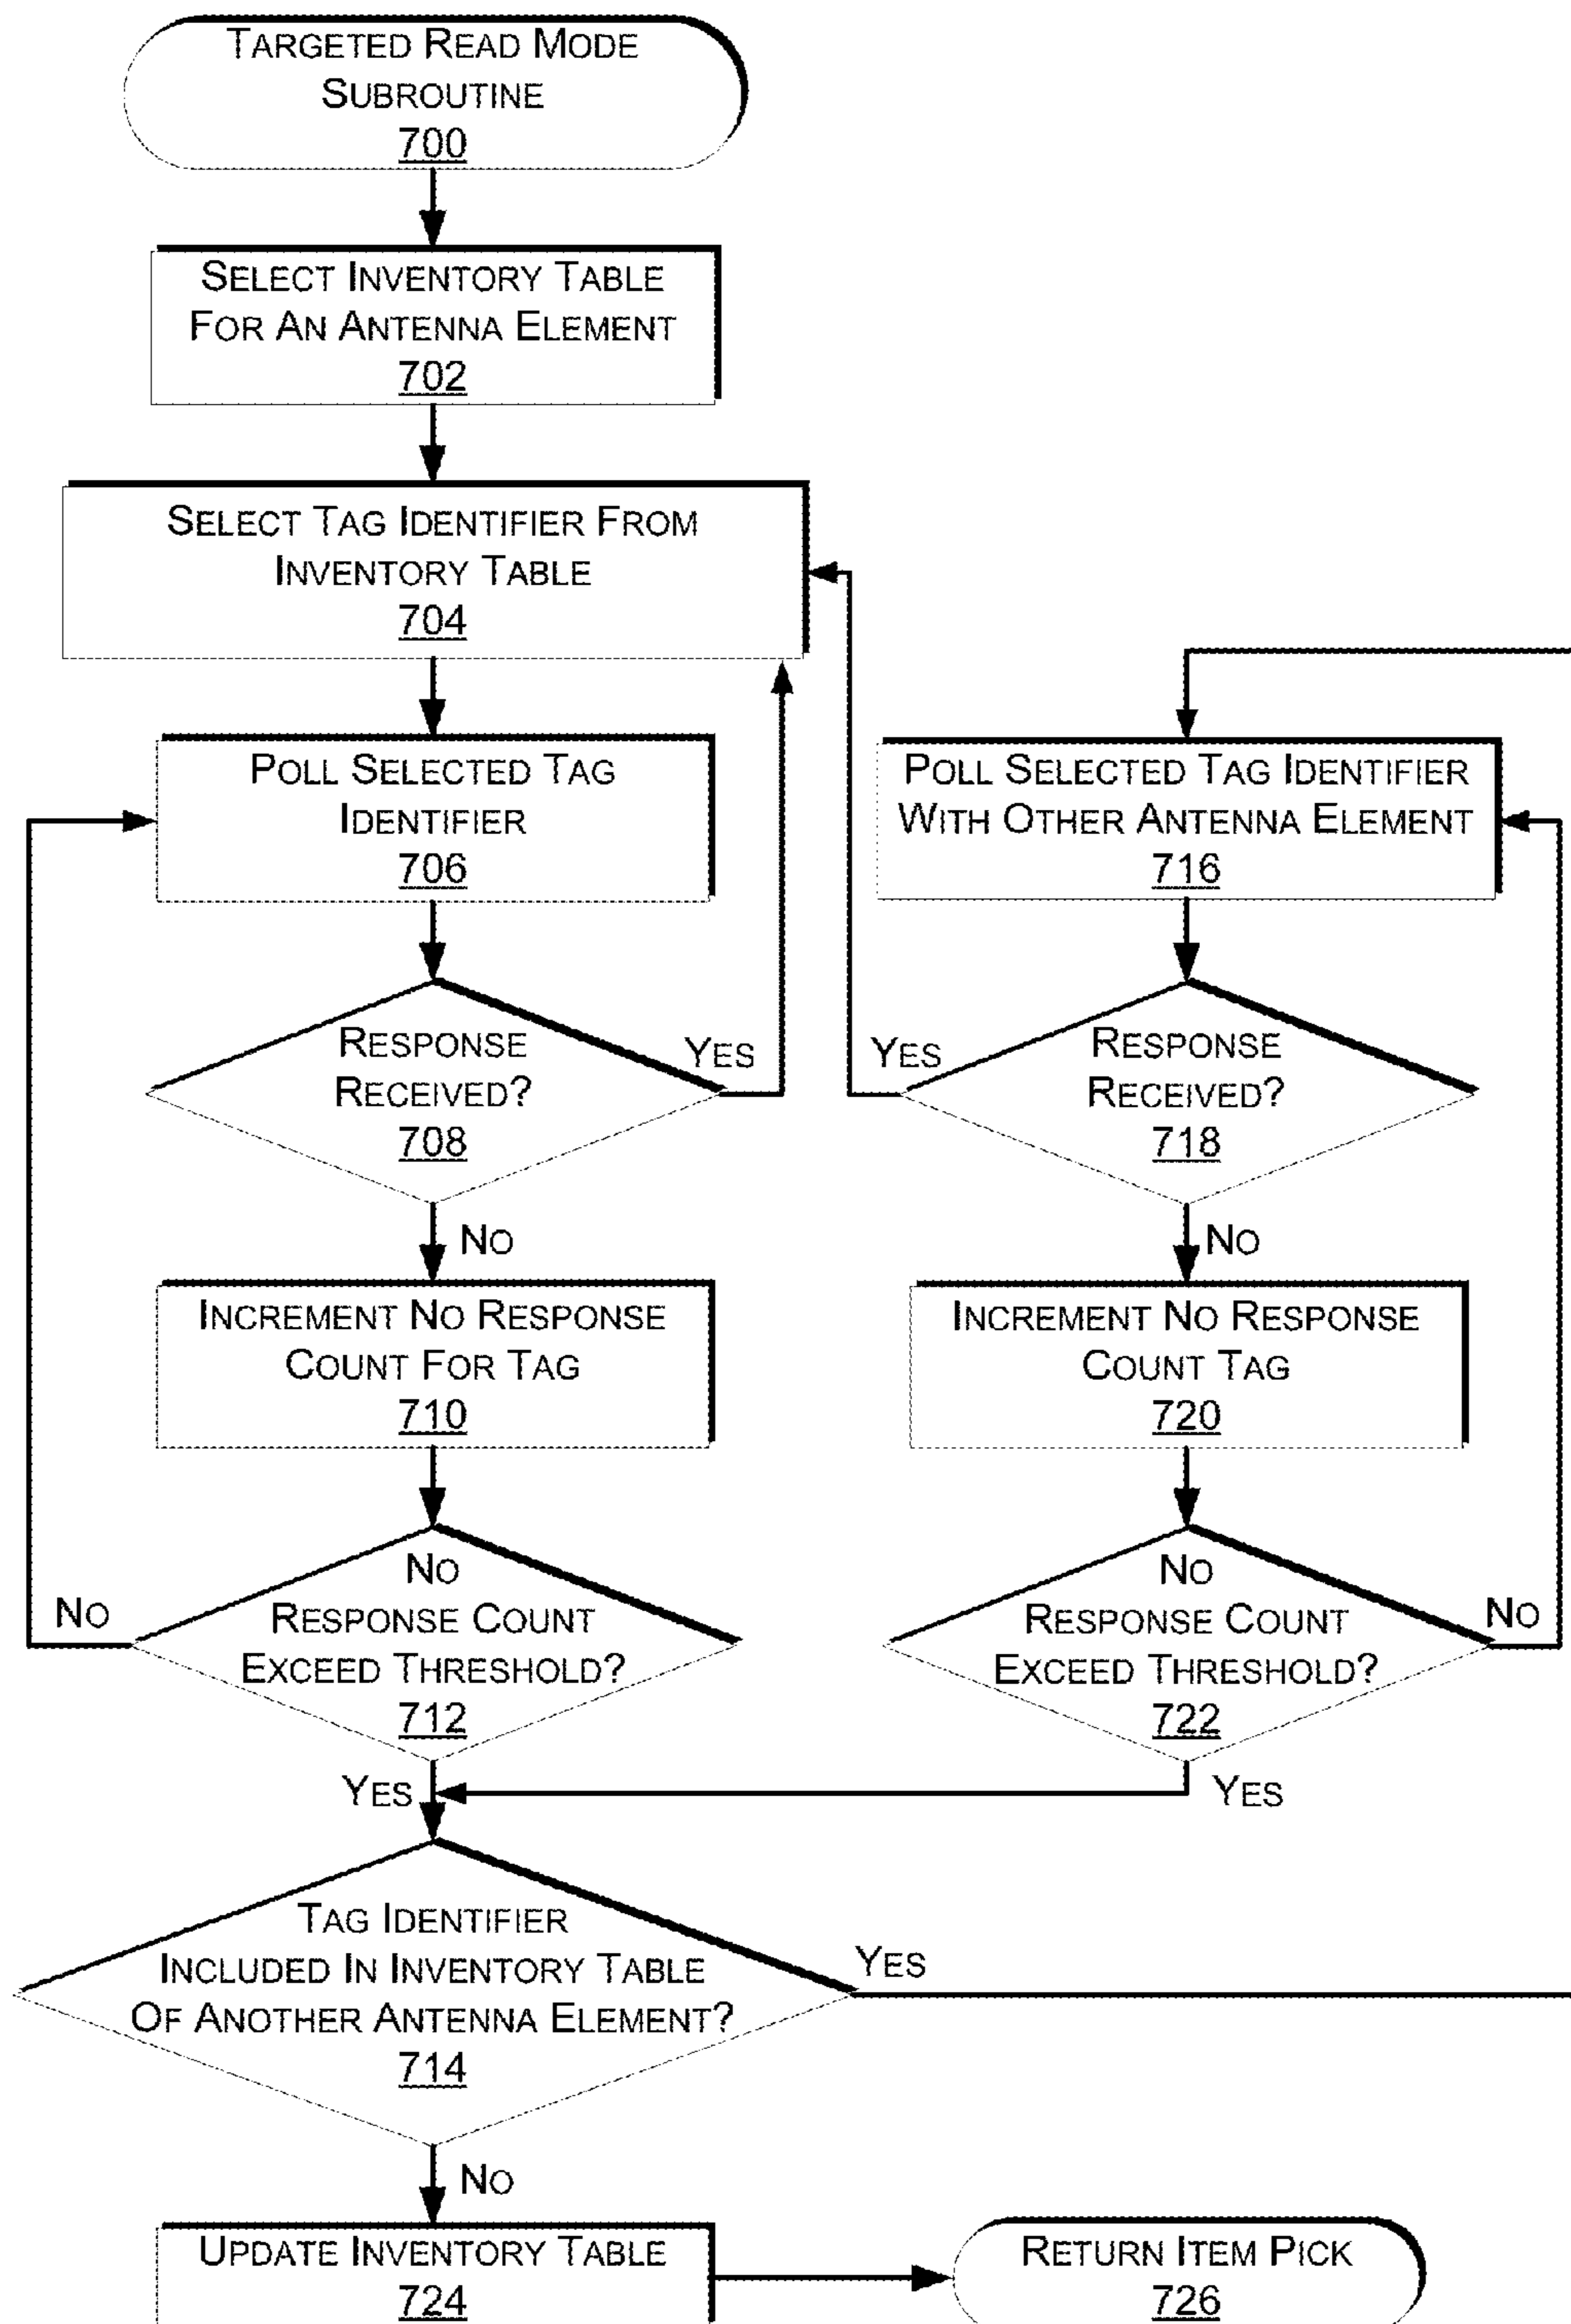 TARGETED READ MODE
SUBROUTINE
700
SELECT INVENTORY TABLE
FOR AN ANTENNA ELEMENT
702
SELECT TAG IDENTIFIER FROM
INVENTORY TABLE
704
POLL SELECTED TAG
IDENTIFIER
706
RESPONSE
RECEIVED?
708
YES
NO
INCREMENT NO RESPONSE
COUNT FOR TAG
710
NO
RESPONSE COUNT
EXCEED THRESHOLD?
712
NO
YES
POLL SELECTED TAG IDENTIFIER
WITH OTHER ANTENNA ELEMENT
716
RESPONSE
RECEIVED?
718
YES
NO
INCREMENT NO RESPONSE
COUNT TAG
720
NO
RESPONSE COUNT
EXCEED THRESHOLD?
722
NO
YES
TAG IDENTIFIER
INCLUDED IN INVENTORY TABLE
OF ANOTHER ANTENNA ELEMENT?
714
YES
NO
UPDATE INVENTORY TABLE
724
RETURN ITEM PICK
726